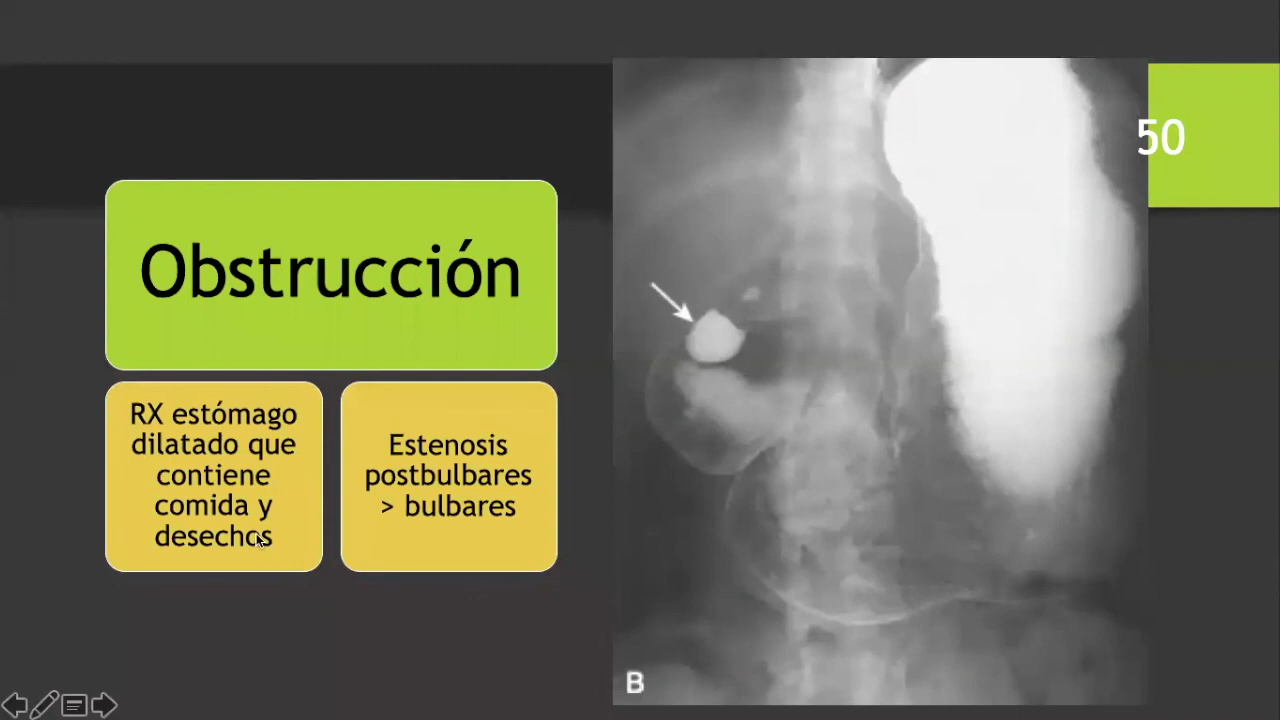 50
Obstrucción
RX estómago
dilatado que
contiene
comida y
desechos
Estenosis
postbulbares
> bulbares
B